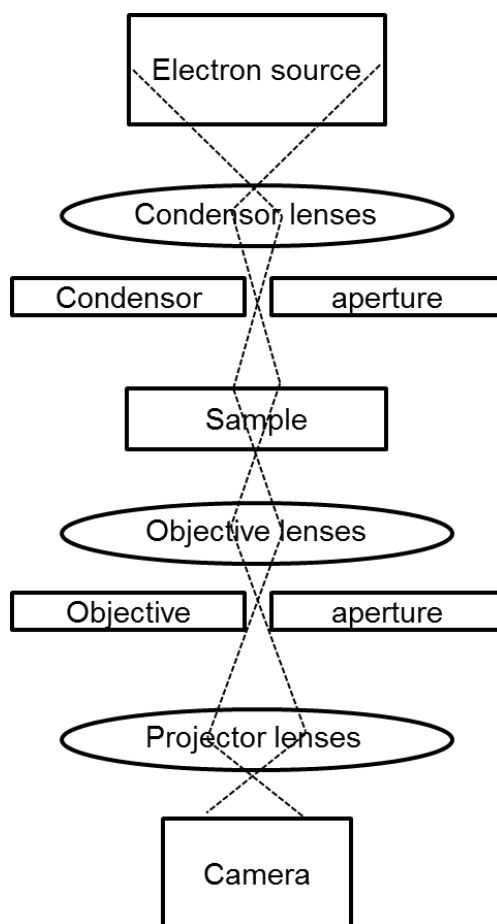 Electron source
Condensor lenses
Condensor aperture
Sample
Objective lenses
Objective aperture
Projector lenses
Camera